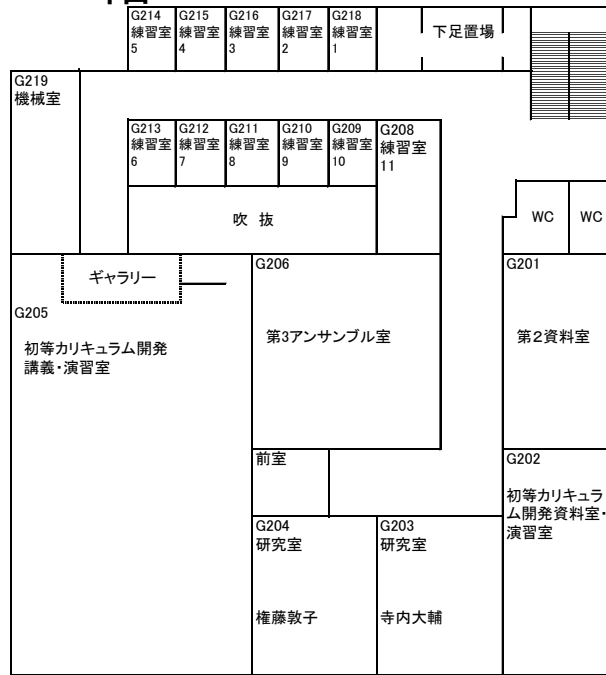 G214
練習室
5
G215
練習室
4
G216
練習室
3
G217
練習室
2
G218
練習室
1
下足置場
G219
機械室
G213
練習室
6
G212
練習室
7
G211
練習室
8
G210
練習室
9
G209
練習室
10
G208
練習室
11
吹 抜
WC
WC
ギャラリー
G206
第3アンサンブル室
G201
第2資料室
G205
初等カリキュラム開発
講義・演習室
前室
G202
初等カリキュラ
ム開発資料室・
演習室
G204
研究室
権藤敦子
G203
研究室
寺内大輔